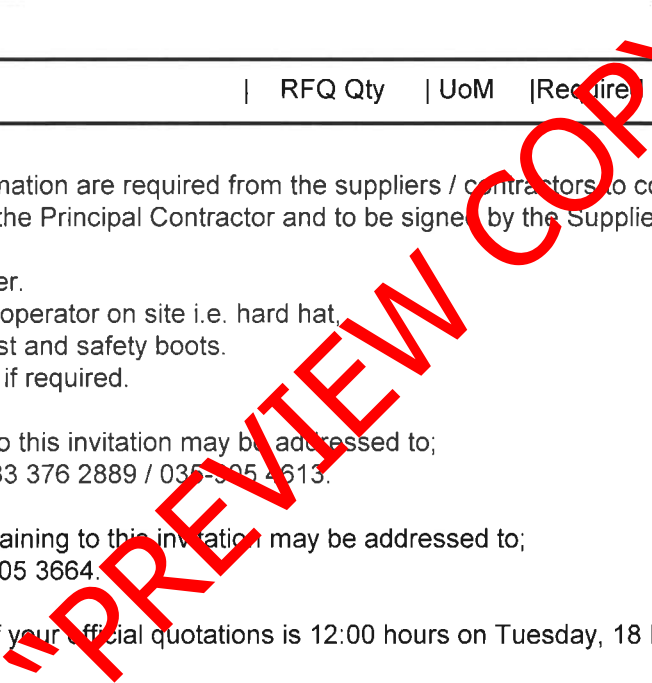 | RFQ Qty | UoM |Required
mation are required from the suppliers / contractors to co
the Principal Contractor and to be signed by the Supplie
er.
operator on site i.e. hard hat,
st and safety boots.
if required.
o this invitation may be addressed to;
33 376 2889 / 035-905 4613.
aining to this invitation may be addressed to;
05 3664.
f your official quotations is 12:00 hours on Tuesday, 18
"PREVIEW COPY